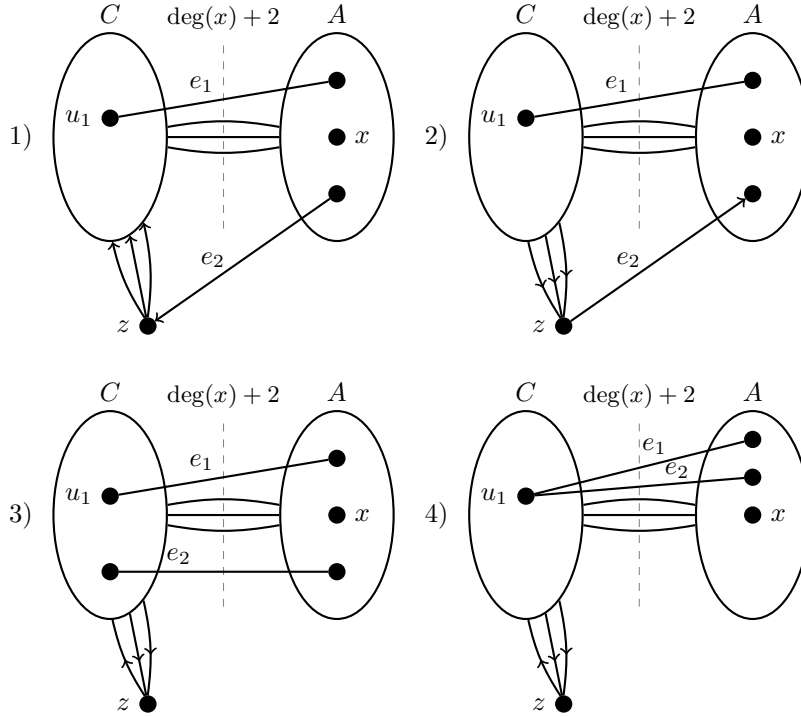 C deg(x) + 2 A C deg(x) + 2 A
e₁ e₁
u₁ u₁
1) x 2) x
e₂ e₂
z z
C deg(x) + 2 A C deg(x) + 2 A
e₁ e₁
e₂
u₁ u₁
3) x 4) x
e₂
z z